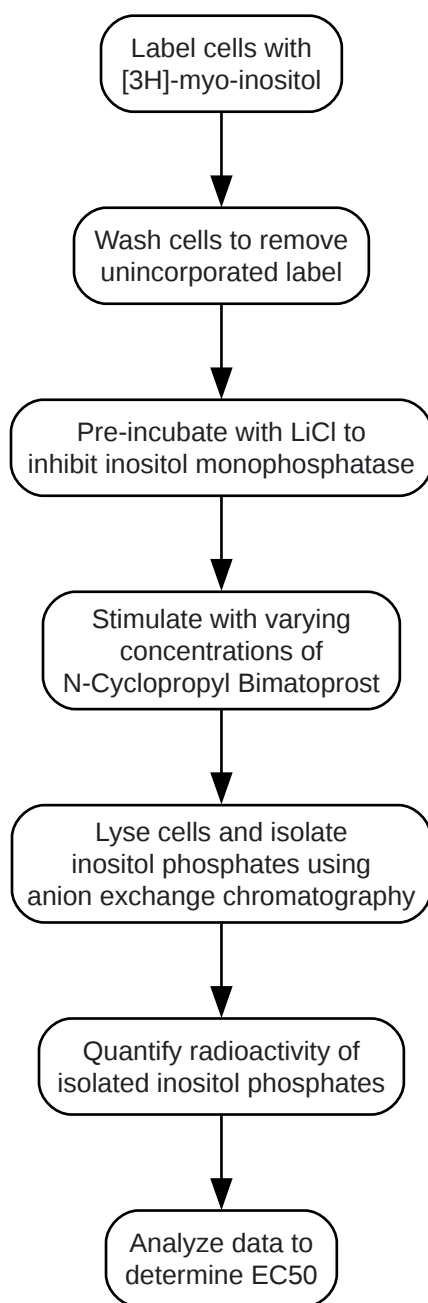 Label cells with
[3H]-myo-inositol
Wash cells to remove
unincorporated label
Pre-incubate with LiCl to
inhibit inositol monophosphatase
Stimulate with varying
concentrations of
N-Cyclopropyl Bimatoprost
Lyse cells and isolate
inositol phosphates using
anion exchange chromatography
Quantify radioactivity of
isolated inositol phosphates
Analyze data to
determine EC50